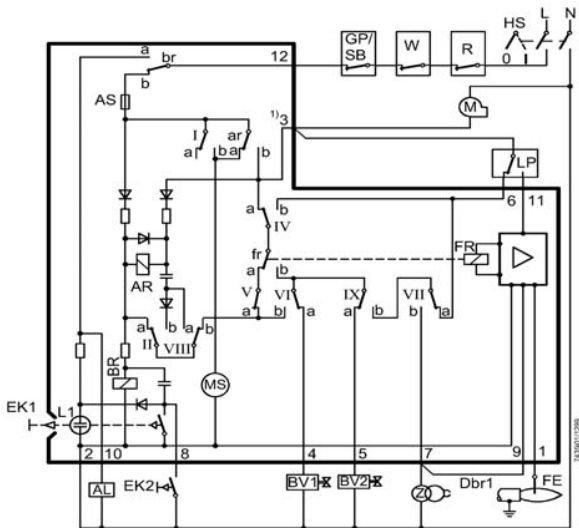 HS L N
a br b
12
GP/
SB
W
R
0 I
AS
M
1) 3
I a b
ar a b
LP
a b IV
6 11
fr a b
FR
AR
V a
VI b a
IX a b
VII b a
a b II
b a VIII
BR
MS
EK1
L1
2 10 8 4 5 7 9 1
EK2
AL
BV1
BV2
Z
Dbr1
FE
7439d01/1299